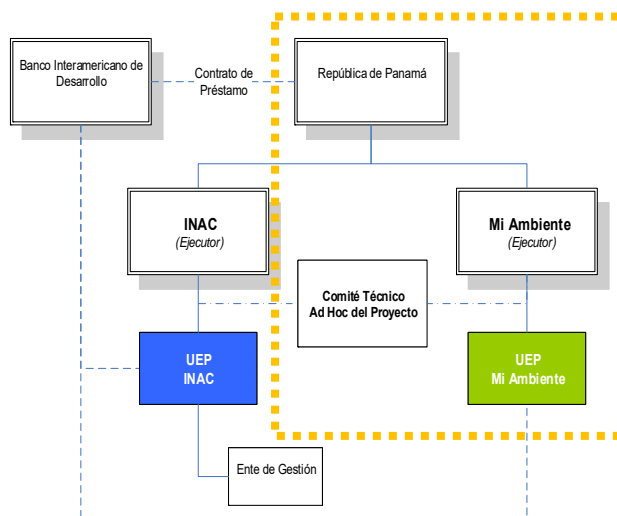 Banco Interamericano de
Desarrollo
Contrato de
Préstamo
República de Panamá
INAC
(Ejecutor)
Mi Ambiente
(Ejecutor)
Comité Técnico
Ad Hoc del Proyecto
UEP
INAC
UEP
Mi Ambiente
Ente de Gestión